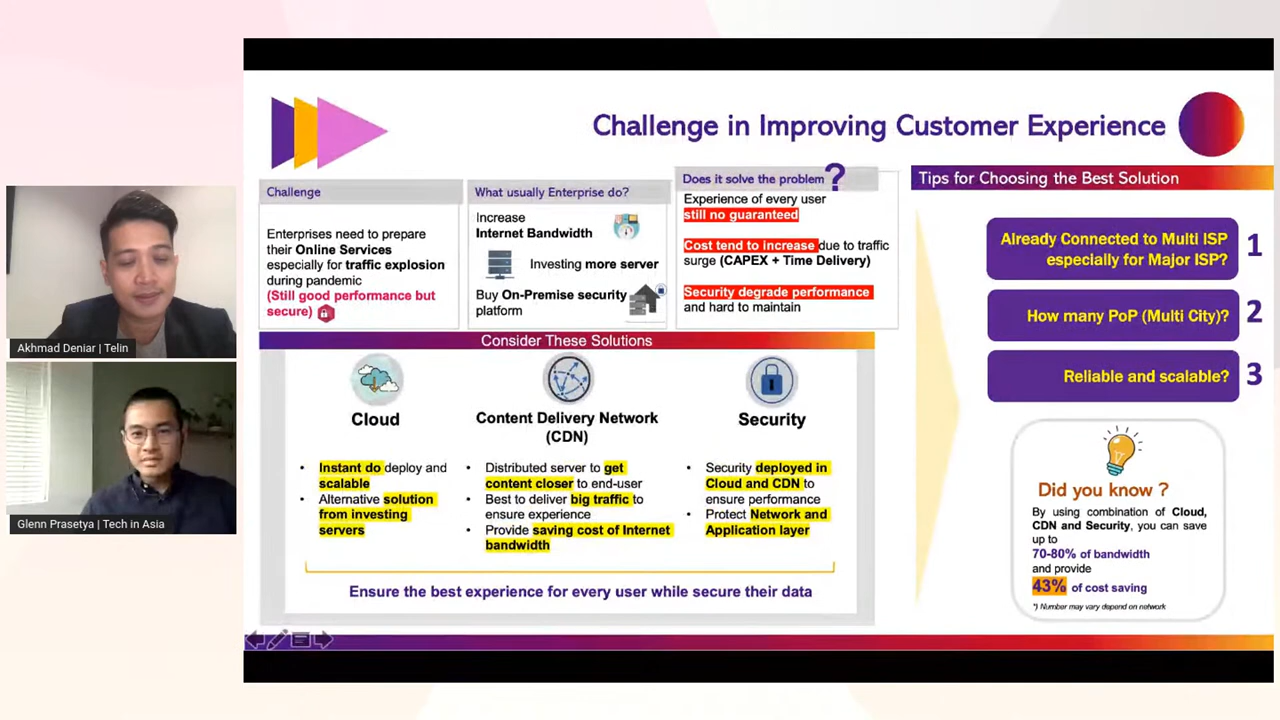 Challenge in Improving Customer Experience
Akhmad Deniar | Telin
Glenn Prasetya | Tech in Asia
Challenge
Enterprises need to prepare
their Online Services
especially for traffic explosion
during pandemic
(Still good performance but
secure)
What usually Enterprise do?
Increase
Internet Bandwidth
Investing more server
Buy On-Premise security
platform
Does it solve the problem ?
Experience of every user
still no guaranteed
Cost tend to increase due to traffic
surge (CAPEX + Time Delivery)
Security degrade performance
and hard to maintain
Consider These Solutions
Cloud
• Instant do deploy and
scalable
• Alternative solution
from investing
servers
Content Delivery Network
(CDN)
• Distributed server to get
content closer to end-user
• Best to deliver big traffic to
ensure experience
• Provide saving cost of Internet
bandwidth
Security
• Security deployed in
Cloud and CDN to
ensure performance
• Protect Network and
Application layer
Ensure the best experience for every user while secure their data
Tips for Choosing the Best Solution
Already Connected to Multi ISP
especially for Major ISP?
1
How many PoP (Multi City)?
2
Reliable and scalable?
3
Did you know ?
By using combination of Cloud,
CDN and Security, you can save
up to
70-80% of bandwidth
and provide
43% of cost saving
*) Number may vary depend on network